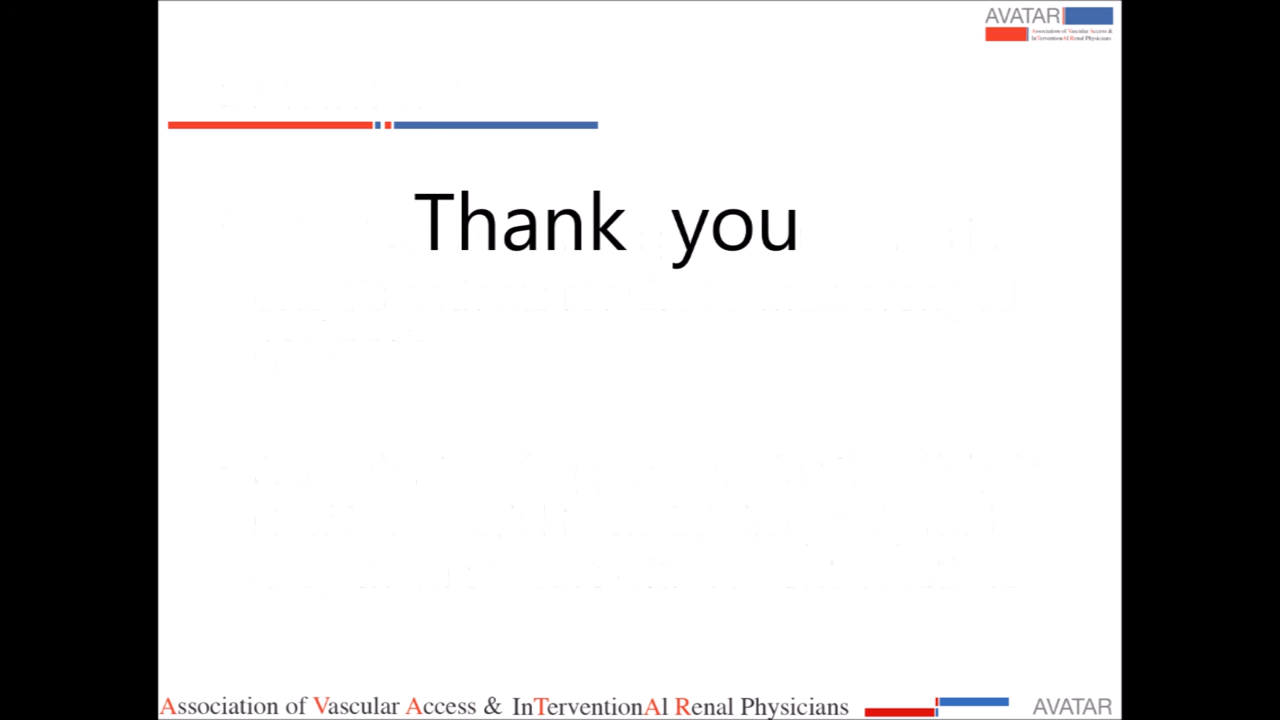 AVATAR
Association of Vascular Access &
InTerventionAl Renal Physicians
Thank you
Association of Vascular Access & InTerventionAl Renal Physicians
AVATAR